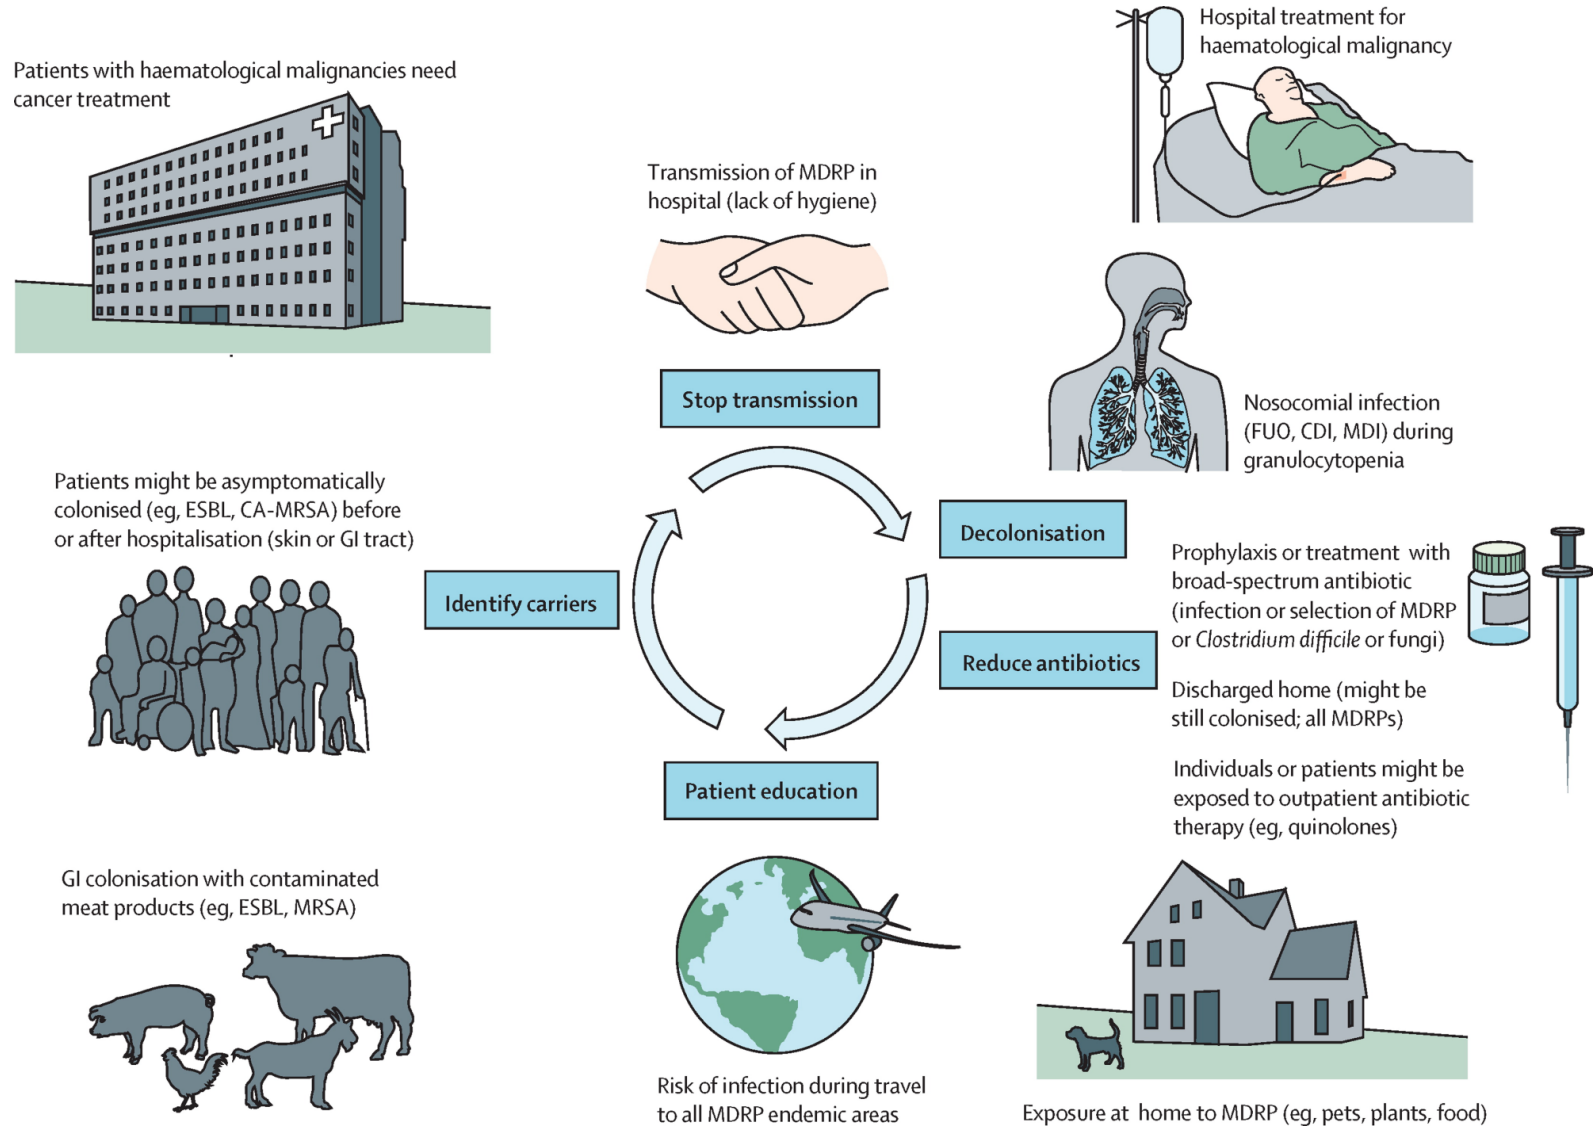 Patients with haematological malignancies need
cancer treatment
Hospital treatment for
haematological malignancy
Transmission of MDRP in
hospital (lack of hygiene)
Stop transmission
Nosocomial infection
(FUO, CDI, MDI) during
granulocytopenia
Patients might be asymptomatically
colonised (eg, ESBL, CA-MRSA) before
or after hospitalisation (skin or GI tract)
Decolonisation
Identify carriers
Prophylaxis or treatment with
broad-spectrum antibiotic
(infection or selection of MDRP
or Clostridium difficile or fungi)
Reduce antibiotics
Discharged home (might be
still colonised; all MDRPs)
Individuals or patients might be
exposed to outpatient antibiotic
therapy (eg, quinolones)
Patient education
GI colonisation with contaminated
meat products (eg, ESBL, MRSA)
Risk of infection during travel
to all MDRP endemic areas
Exposure at home to MDRP (eg, pets, plants, food)